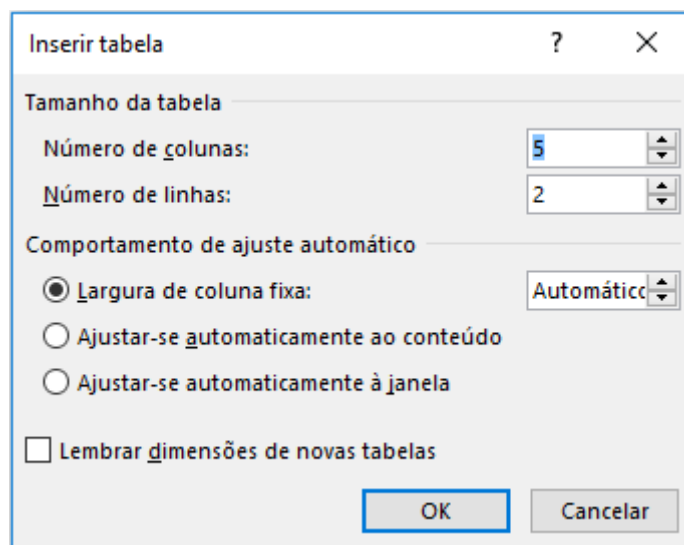 Inserir tabela ?
Tamanho da tabela
Número de colunas: 5
Número de linhas: 2
Comportamento de ajuste automático
Largura de coluna fixa: Automático
Ajustar-se automaticamente ao conteúdo
Ajustar-se automaticamente à janela
Lembrar dimensões de novas tabelas
OK Cancelar